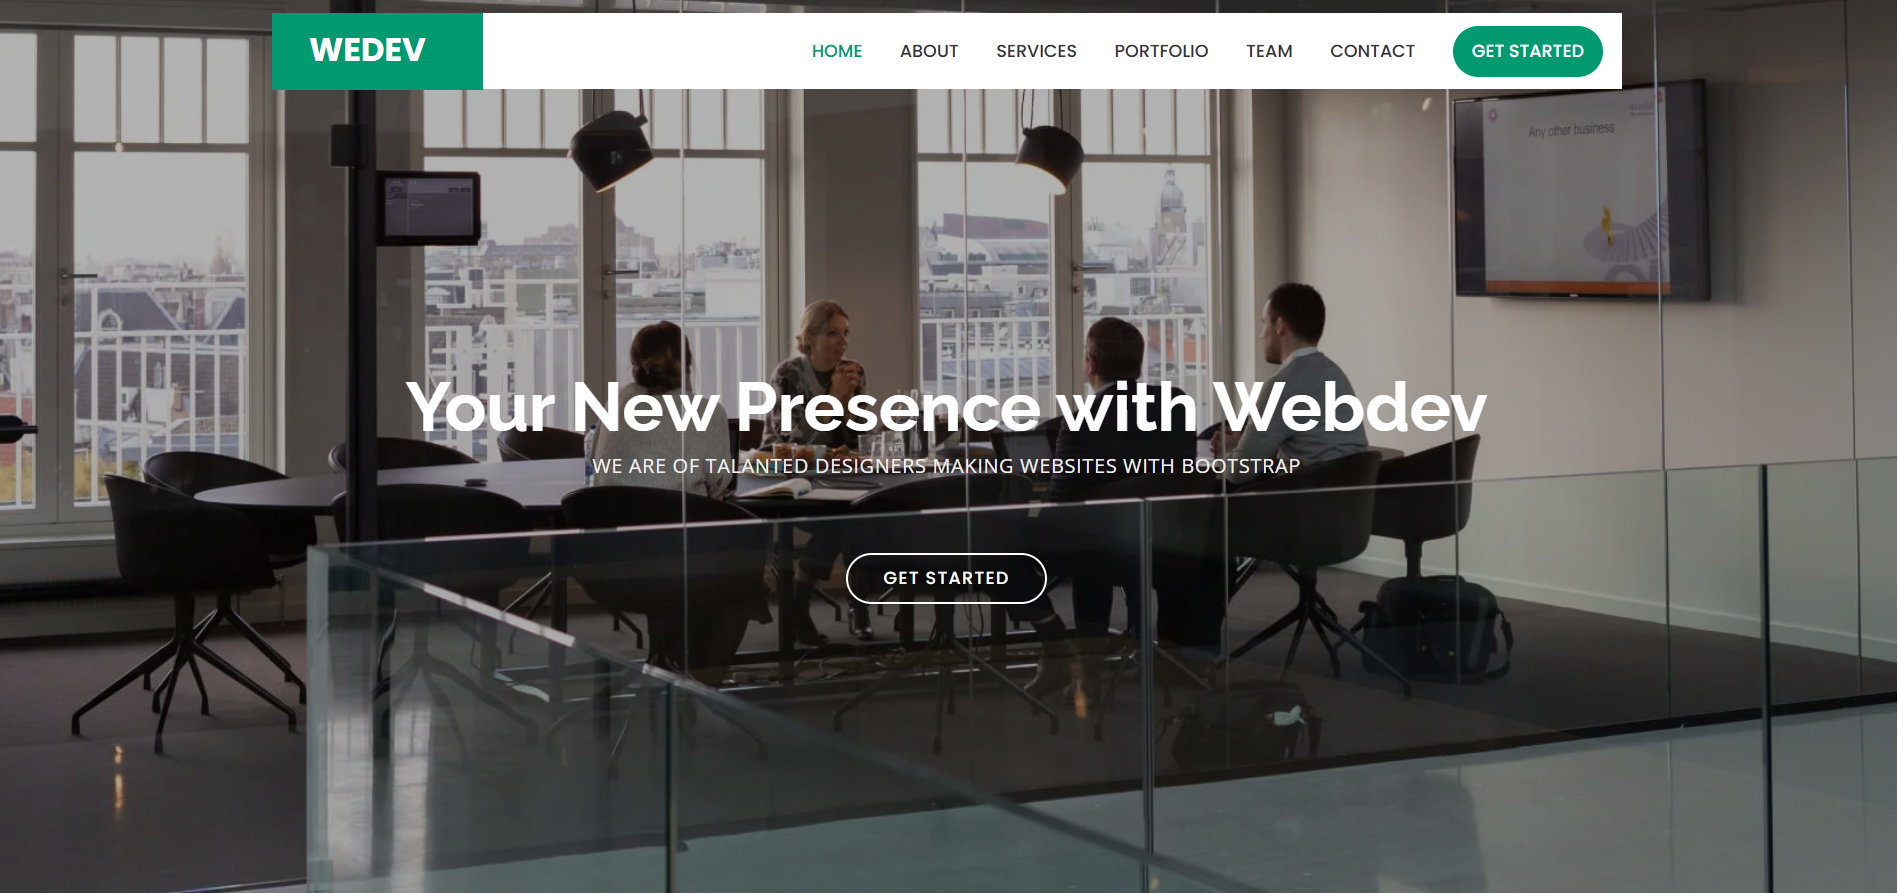 WEDEV
HOME ABOUT SERVICES PORTFOLIO TEAM CONTACT GET STARTED
Any other business
Your New Presence with Webdev
WE ARE OF TALANTED DESIGNERS MAKING WEBSITES WITH BOOTSTRAP
GET STARTED